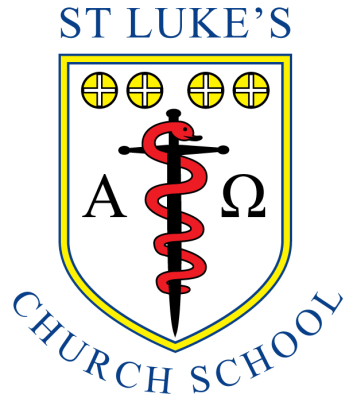 ST LUKE'S
Α Ω
CHURCH SCHOOL